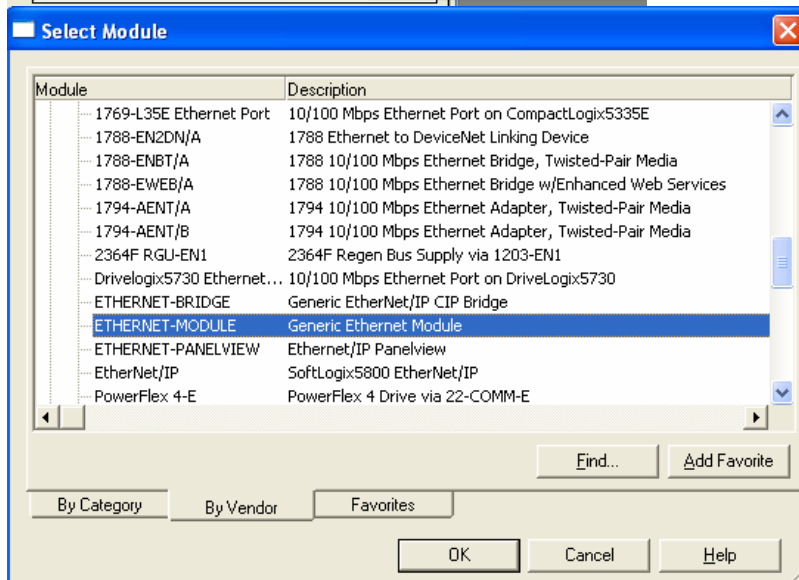 Select Module
Module Description
1769-L35E Ethernet Port 10/100 Mbps Ethernet Port on CompactLogix5335E
1788-EN2DN/A 1788 Ethernet to DeviceNet Linking Device
1788-ENBT/A 1788 10/100 Mbps Ethernet Bridge, Twisted-Pair Media
1788-EWEB/A 1788 10/100 Mbps Ethernet Bridge w/Enhanced Web Services
1794-AENT/A 1794 10/100 Mbps Ethernet Adapter, Twisted-Pair Media
1794-AENT/B 1794 10/100 Mbps Ethernet Adapter, Twisted-Pair Media
2364F RGU-EN1 2364F Regen Bus Supply via 1203-EN1
Drivelogix5730 Ethernet... 10/100 Mbps Ethernet Port on DriveLogix5730
ETHERNET-BRIDGE Generic EtherNet/IP CIP Bridge
ETHERNET-MODULE Generic Ethernet Module
ETHERNET-PANELVIEW Ethernet/IP Panelview
EtherNet/IP SoftLogix5800 EtherNet/IP
PowerFlex 4-E PowerFlex 4 Drive via 22-COMM-E
Find... Add Favorite
By Category By Vendor Favorites
OK Cancel Help